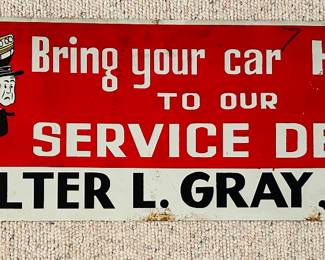 Bring your car H
TO OUR
SERVICE DE
LTER L. GRAY,